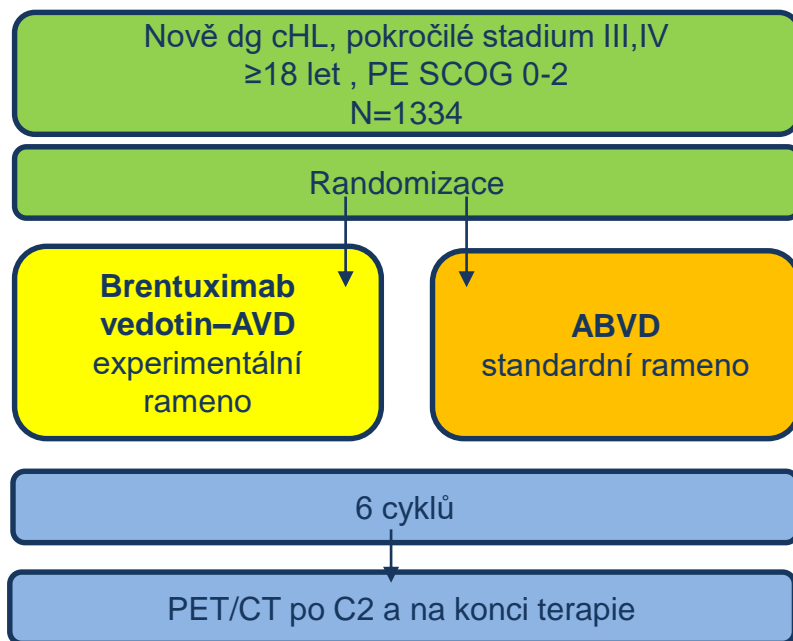 Nově dg cHL, pokročilé stadium III,IV
≥18 let , PE SCOG 0-2
N=1334
Randomizace
Brentuximab
vedotin–AVD
experimentální
rameno
ABVD
standardní rameno
6 cyklů
PET/CT po C2 a na konci terapie